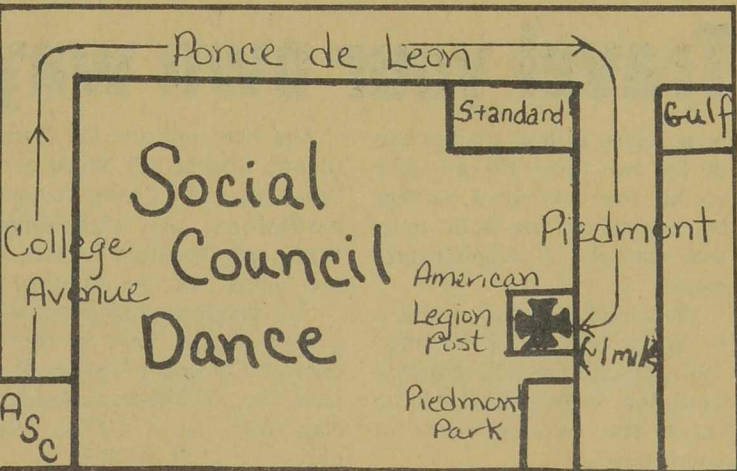 Ponce de Leon
Standard
Gulf
Social
Council
Dance
College
Avenue
Piedmont
American
Legion
Post
~1 mile
Piedmont
Park
ASC